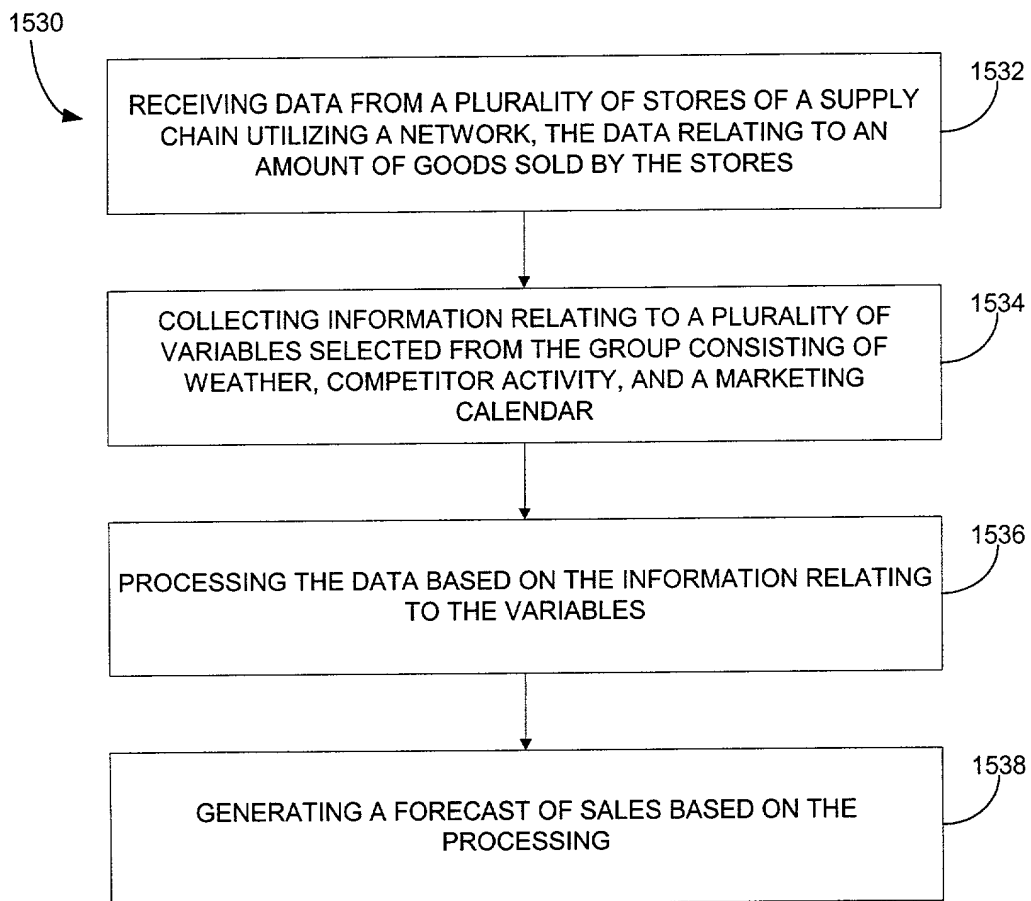 1530
1532
RECEIVING DATA FROM A PLURALITY OF STORES OF A SUPPLY
CHAIN UTILIZING A NETWORK, THE DATA RELATING TO AN
AMOUNT OF GOODS SOLD BY THE STORES
1534
COLLECTING INFORMATION RELATING TO A PLURALITY OF
VARIABLES SELECTED FROM THE GROUP CONSISTING OF
WEATHER, COMPETITOR ACTIVITY, AND A MARKETING
CALENDAR
1536
PROCESSING THE DATA BASED ON THE INFORMATION RELATING
TO THE VARIABLES
1538
GENERATING A FORECAST OF SALES BASED ON THE
PROCESSING